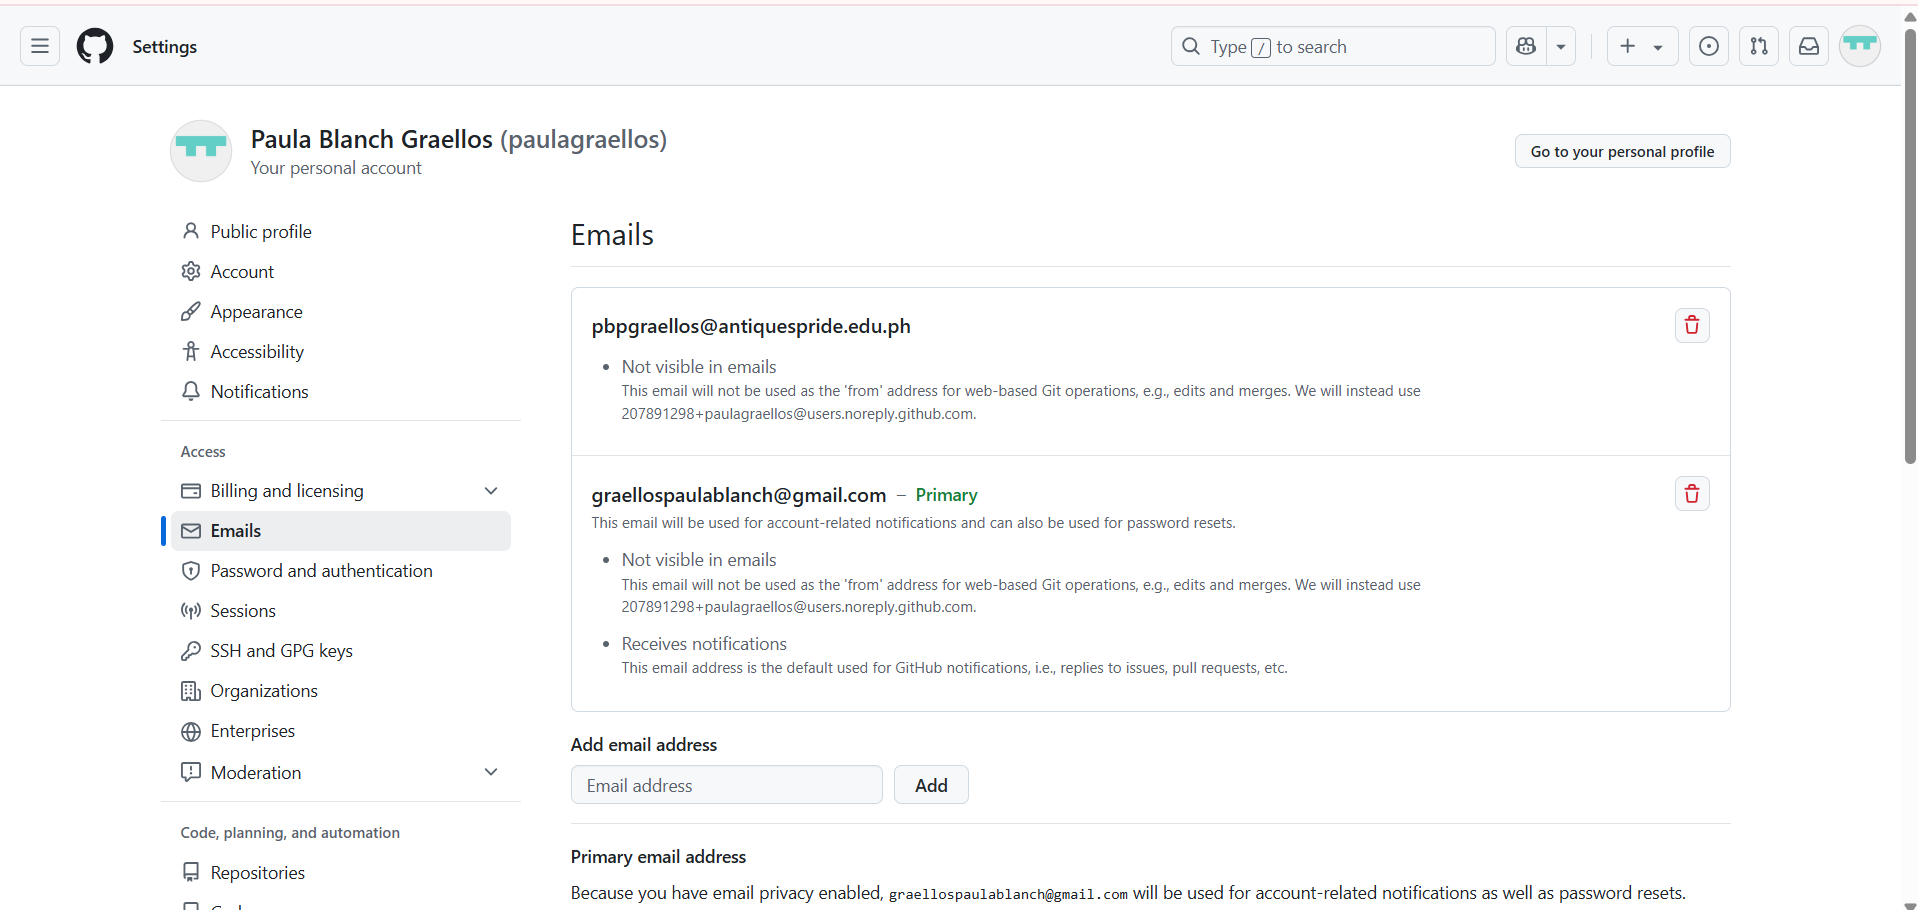 Settings
Type / to search
Paula Blanch Graellos (paulagraellos)
Your personal account
Go to your personal profile
Public profile
Account
Appearance
Accessibility
Notifications
Access
Billing and licensing
Emails
Password and authentication
Sessions
SSH and GPG keys
Organizations
Enterprises
Moderation
Code, planning, and automation
Repositories
Emails
pbpgraellos@antiquespride.edu.ph
Not visible in emails
This email will not be used as the 'from' address for web-based Git operations, e.g., edits and merges. We will instead use
207891298+paulagraellos@users.noreply.github.com.
graellospaulablanch@gmail.com – Primary
This email will be used for account-related notifications and can also be used for password resets.
Not visible in emails
This email will not be used as the 'from' address for web-based Git operations, e.g., edits and merges. We will instead use
207891298+paulagraellos@users.noreply.github.com.
Receives notifications
This email address is the default used for GitHub notifications, i.e., replies to issues, pull requests, etc.
Add email address
Email address
Add
Primary email address
Because you have email privacy enabled, graellospaulablanch@gmail.com will be used for account-related notifications as well as password resets.